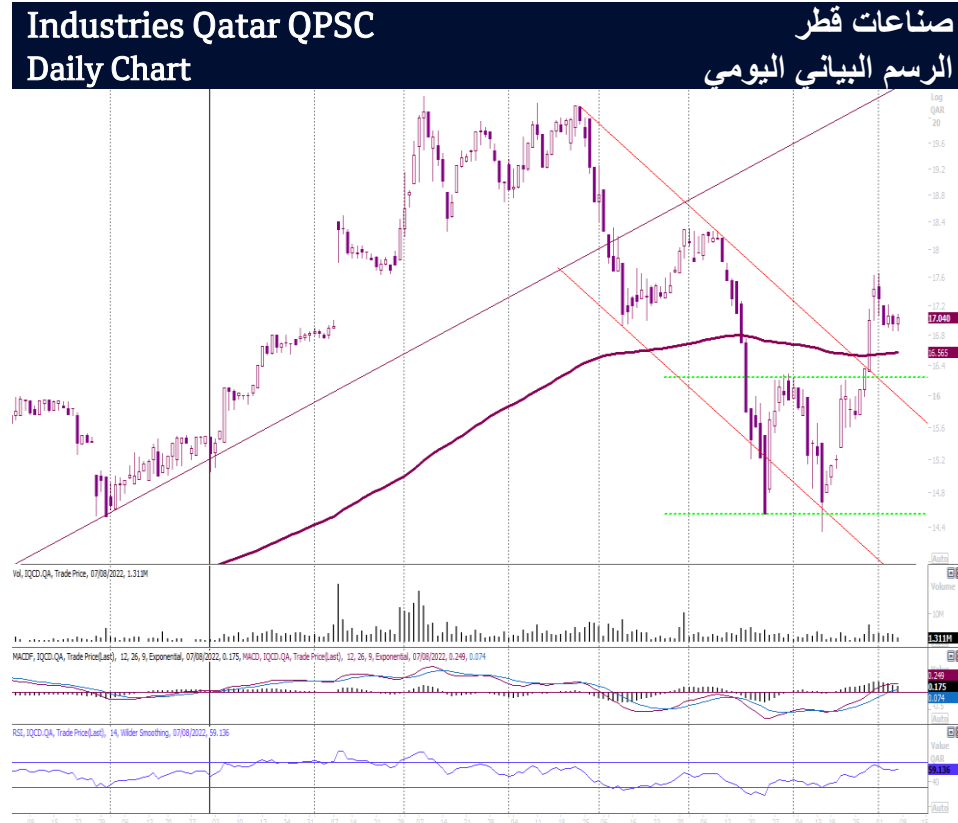 Industries Qatar QPSC
صناعات قطر
Daily Chart
الرسم البياني اليومي
Log
QAR
20
19.6
19.2
18.8
18.4
18
17.6
17.2
17.040
16.8
16.565
16.4
16
15.6
15.2
14.8
14.4
Auto
Vol, IQCD.QA, Trade Price, 07/08/2022, 1.311M
Volume
10M
1.311M
MACDF, IQCD.QA, Trade Price(Last), 12, 26, 9, Exponential, 07/08/2022, 0.175, MACD, IQCD.QA, Trade Price(Last), 12, 26, 9, Exponential, 07/08/2022, 0.249, 0.074
0.249
0.175
0.074
Auto
RSI, IQCD.QA, Trade Price(Last), 14, Wilder Smoothing, 07/08/2022, 59.136
Value
QAR
59.136
40
Auto